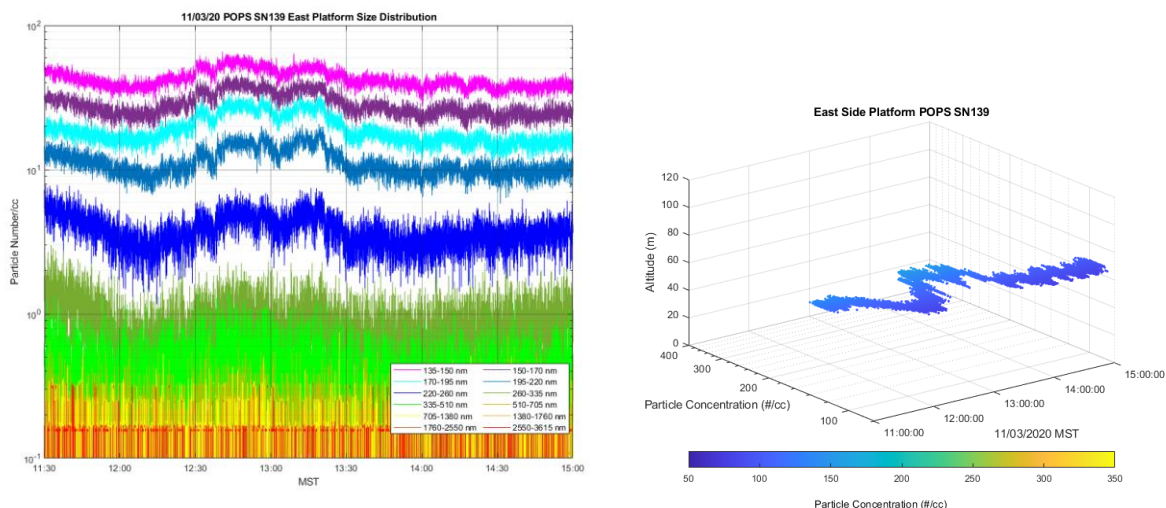 11/03/20 POPS SN139 East Platform Size Distribution
Particle Number/cc
10^2
10^1
10^0
10^-1
11:30 12:00 12:30 13:00 13:30 14:00 14:30 15:00
MST
135-150 nm 150-170 nm
170-195 nm 195-220 nm
220-260 nm 260-335 nm
335-510 nm 510-705 nm
705-1380 nm 1380-1760 nm
1760-2550 nm 2550-3615 nm
East Side Platform POPS SN139
Altitude (m)
120
100
80
60
40
20
0
400
300
200
100
Particle Concentration (#/cc)
11:00:00
12:00:00
13:00:00
14:00:00
15:00:00
11/03/2020 MST
50 100 150 200 250 300 350
Particle Concentration (#/cc)